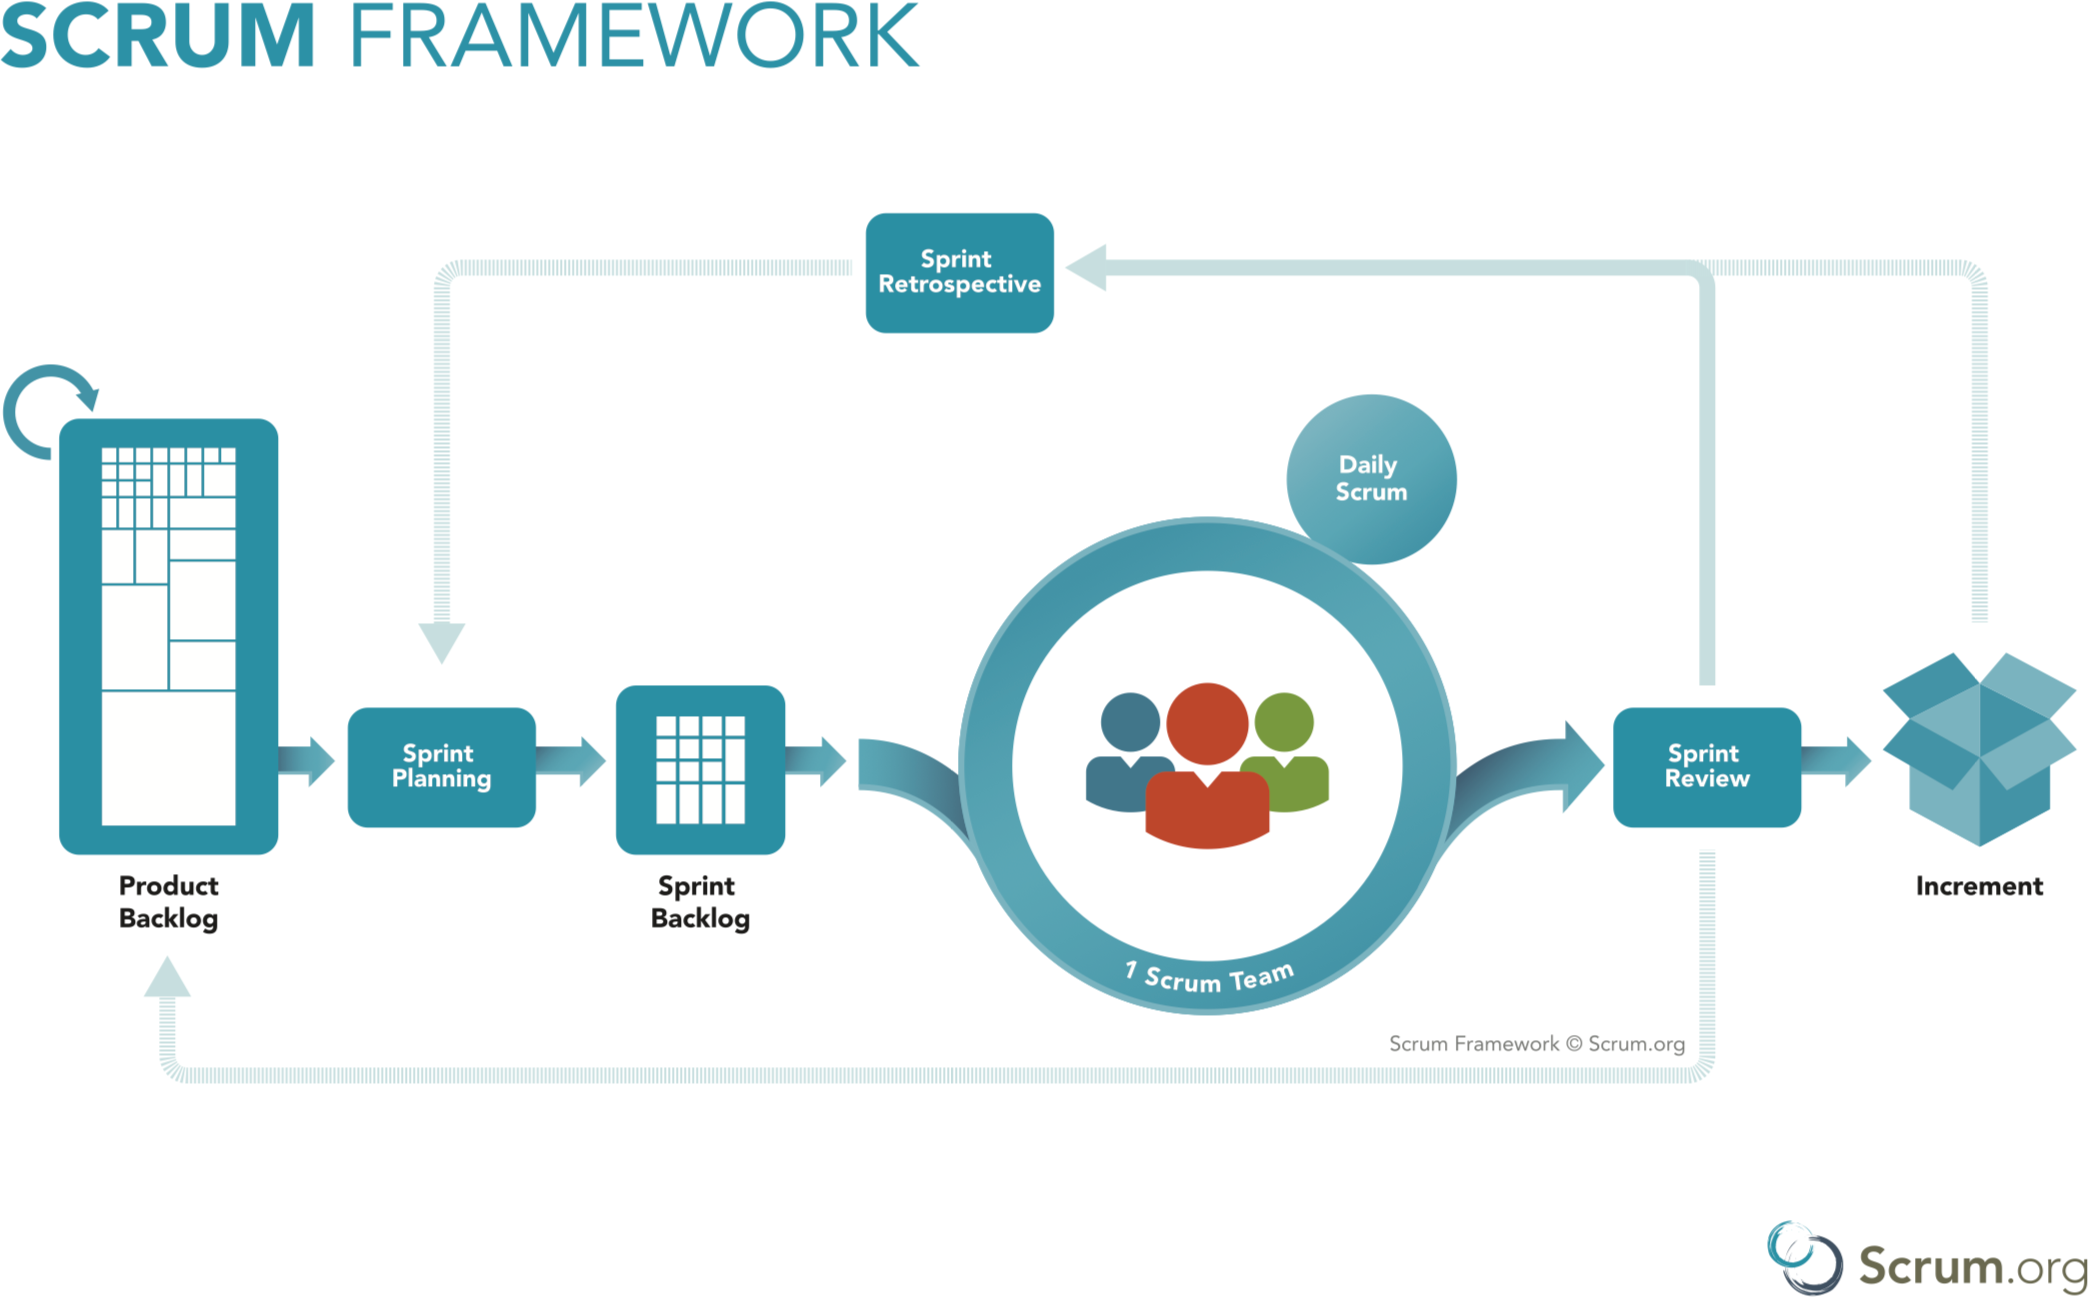 SCRUM FRAMEWORK
Sprint
Retrospective
Daily
Scrum
Sprint
Planning
Sprint
Review
Product
Backlog
Sprint
Backlog
Increment
1 Scrum Team
Scrum Framework © Scrum.org
Scrum.org